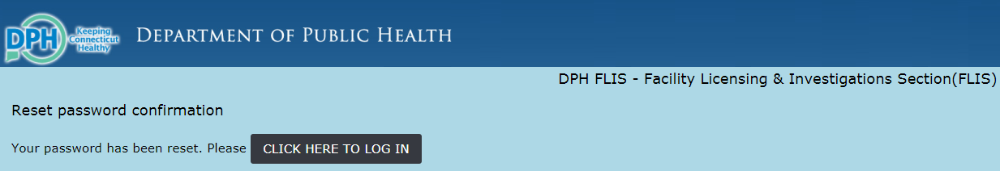 DPH
Keeping
Connecticut
Healthy
DEPARTMENT OF PUBLIC HEALTH
DPH FLIS - Facility Licensing & Investigations Section(FLIS)
Reset password confirmation
Your password has been reset. Please CLICK HERE TO LOG IN